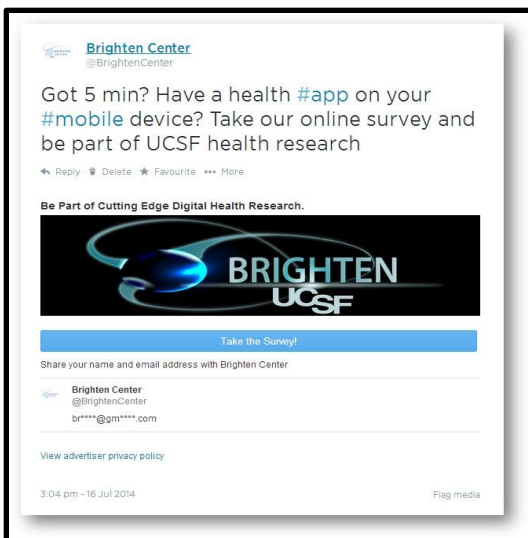 Brighten Center
@BrightenCenter
Got 5 min? Have a health #app on your
#mobile device? Take our online survey and
be part of UCSF health research
Reply Delete Favourite More
Be Part of Cutting Edge Digital Health Research.
BRIGHTEN
UCSF
Take the Survey!
Share your name and email address with Brighten Center
Brighten Center
@BrightenCenter
br****@gm****.com
View advertiser privacy policy
3:04 pm - 16 Jul 2014 Flag media